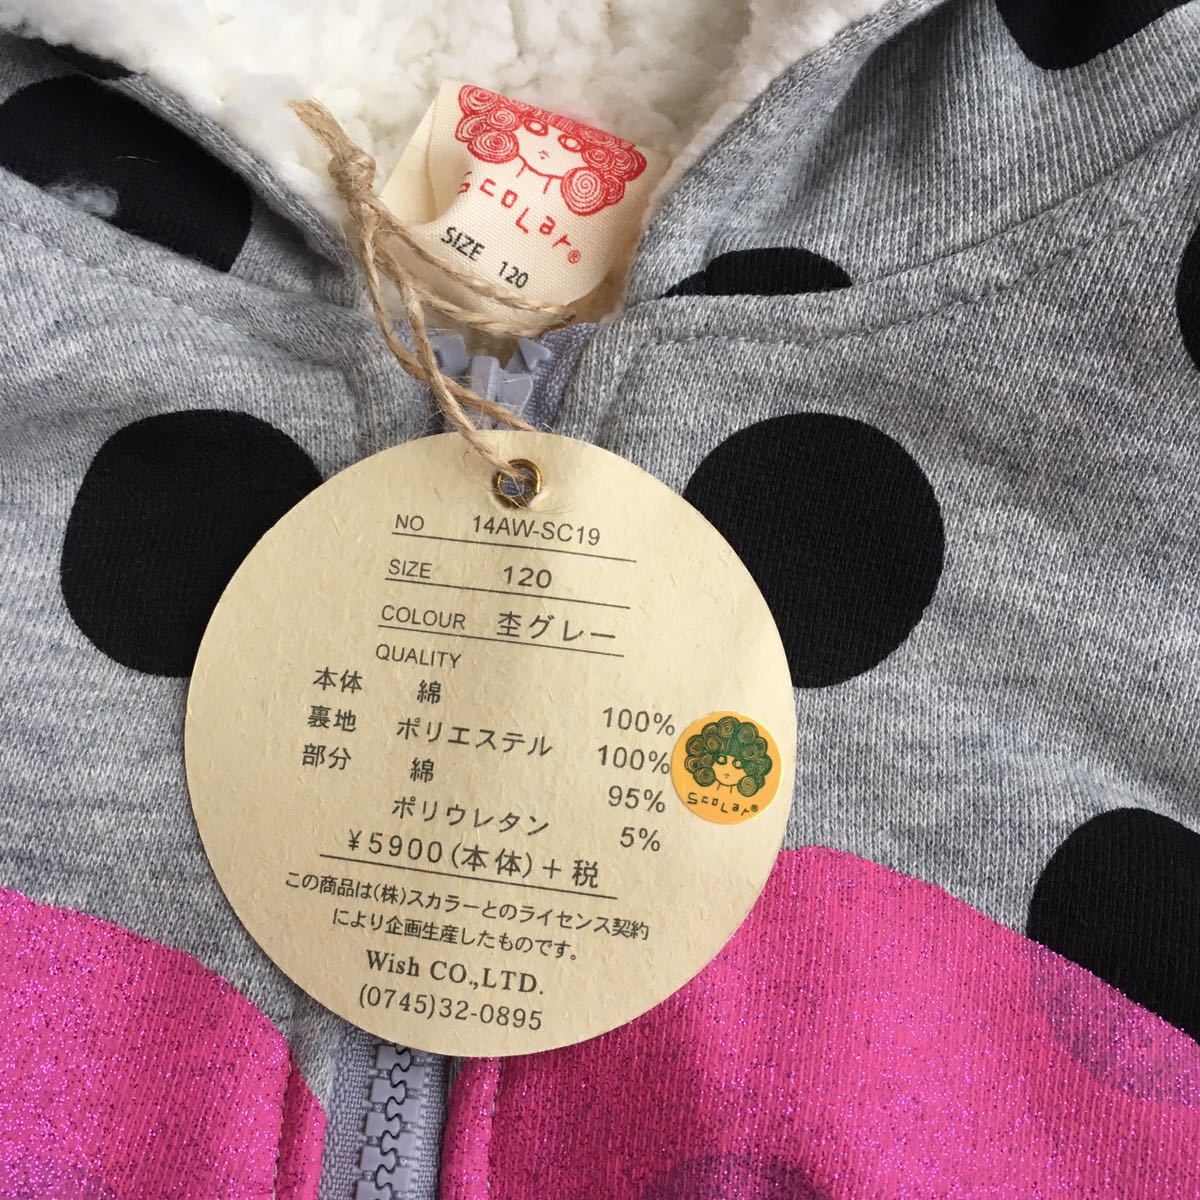 ScoLar®
SIZE 120
NO 14AW-SC19
SIZE 120
COLOUR 杢グレー
QUALITY
本体 綿 100%
裏地 ポリエステル 100%
部分 綿 95%
ポリウレタン 5%
¥5900(本体)+税
この商品は(株)スカラーとのライセンス契約
により企画生産したものです。
Wish CO.,LTD.
(0745)32-0895
ScoLar®